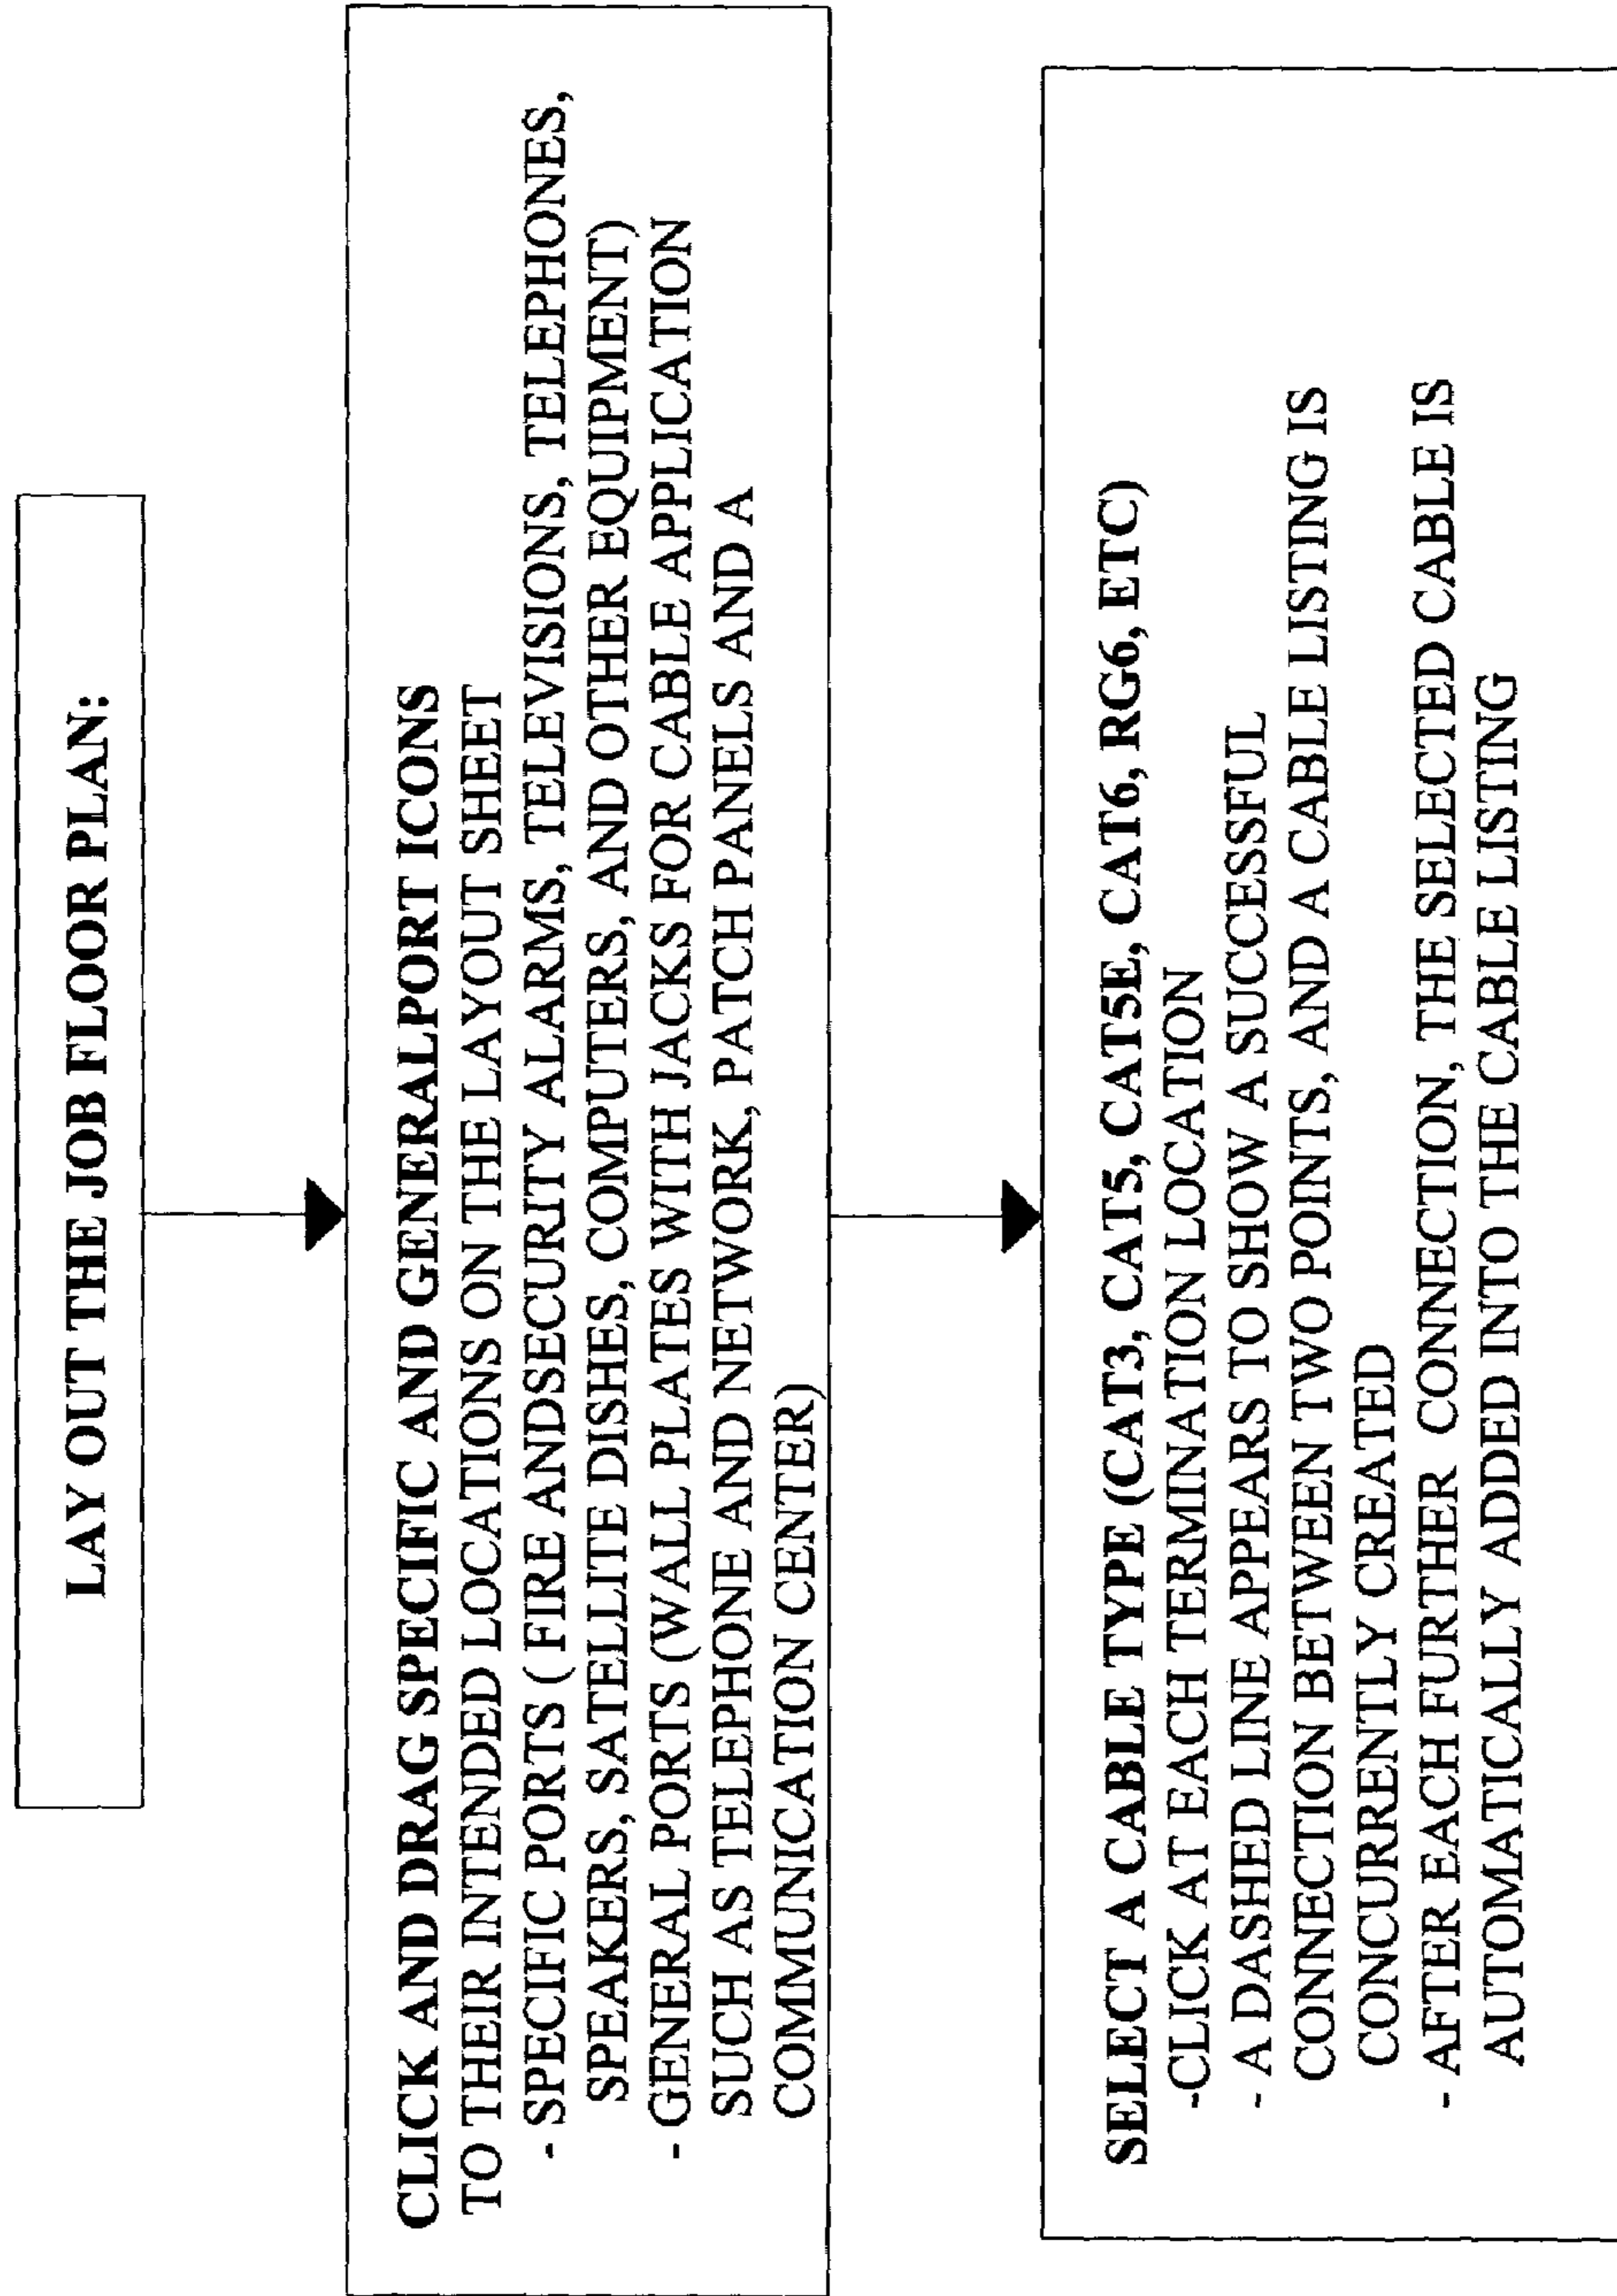 LAY OUT THE JOB FLOOR PLAN:
CLICK AND DRAG SPECIFIC AND GENERALPORT ICONS
TO THEIR INTENDED LOCATIONS ON THE LAYOUT SHEET
- SPECIFIC PORTS ( FIRE ANDSECURITY ALARMS, TELEVISIONS, TELEPHONES,
SPEAKERS, SATELLITE DISHES, COMPUTERS, AND OTHER EQUIPMENT)
- GENERAL PORTS (WALL PLATES WITH JACKS FOR CABLE APPLICATION
SUCH AS TELEPHONE AND NETWORK, PATCH PANELS AND A
COMMUNICATION CENTER)
SELECT A CABLE TYPE (CAT3, CAT5, CAT5E, CAT6, RG6, ETC)
-CLICK AT EACH TERMINATION LOCATION
- A DASHED LINE APPEARS TO SHOW A SUCCESSFUL
CONNECTION BETWEEN TWO POINTS, AND A CABLE LISTING IS
CONCURRENTLY CREATED
- AFTER EACH FURTHER CONNECTION, THE SELECTED CABLE IS
AUTOMATICALLY ADDED INTO THE CABLE LISTING